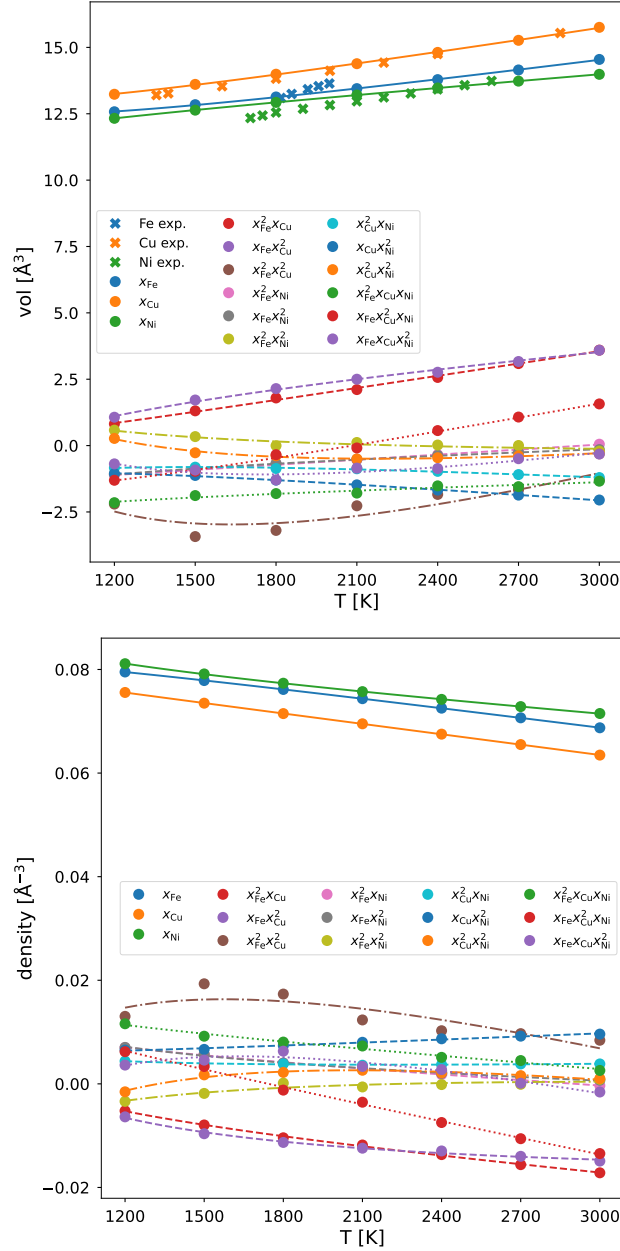 15.0
12.5
10.0
7.5
5.0
2.5
0.0
−2.5
vol [Å³]
Fe exp.
Cu exp.
Ni exp.
x_Fe
x_Cu
x_Ni
x²_Fe x_Cu
x_Fe x²_Cu
x²_Fe x²_Cu
x²_Fe x_Ni
x_Fe x²_Ni
x²_Fe x²_Ni
x²_Cu x_Ni
x_Cu x²_Ni
x²_Cu x²_Ni
x²_Fe x_Cu x_Ni
x_Fe x²_Cu x_Ni
x_Fe x_Cu x²_Ni
1200 1500 1800 2100 2400 2700 3000
T [K]
0.08
0.06
0.04
0.02
0.00
−0.02
density [Å⁻³]
x_Fe
x_Cu
x_Ni
x²_Fe x_Cu
x_Fe x²_Cu
x²_Fe x²_Cu
x²_Fe x_Ni
x_Fe x²_Ni
x²_Fe x²_Ni
x²_Cu x_Ni
x_Cu x²_Ni
x²_Cu x²_Ni
x²_Fe x_Cu x_Ni
x_Fe x²_Cu x_Ni
x_Fe x_Cu x²_Ni
1200 1500 1800 2100 2400 2700 3000
T [K]